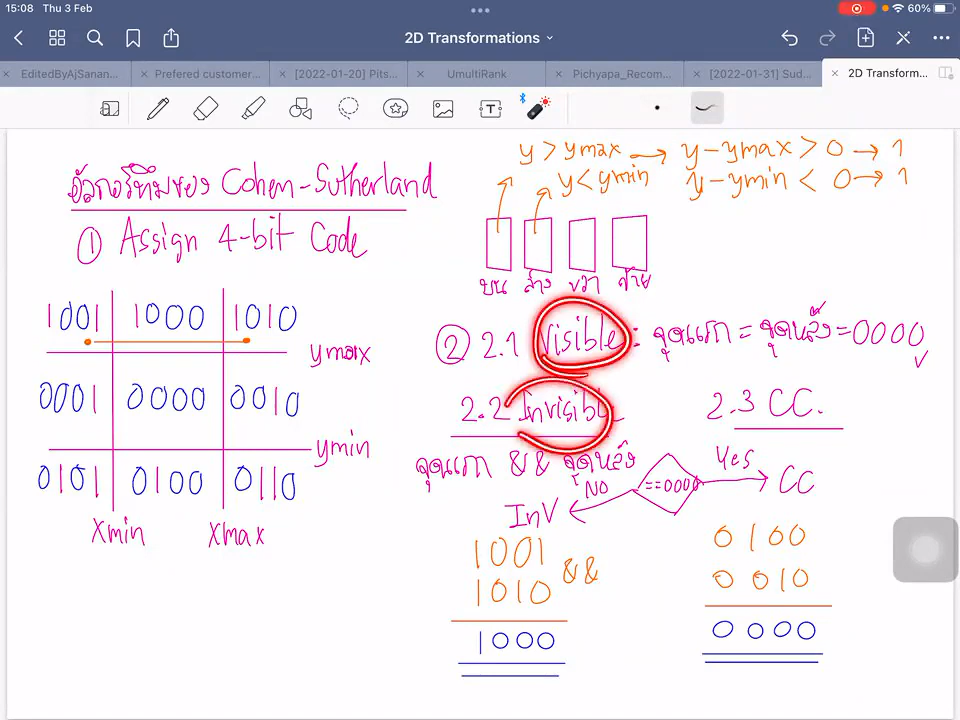 15:08 Thu 3 Feb
60%
2D Transformations
EditedByAjSanan...
Prefered customer...
[2022-01-20] Pits...
UmultiRank
Pichyapa_Recom...
[2022-01-31] Sud...
2D Transform...
อัลกอริทึมของ Cohen-Sutherland
① Assign 4-bit Code
1001 1000 1010
ymax
0001 0000 0010
ymin
0101 0100 0110
Xmin Xmax
y > ymax → y-ymax > 0 → 1
y < ymin y-ymin < 0 → 1
บน ล่าง ขวา ซ้าย
② 2.1 Visible : จุดแรก = จุดหลัง = 0000 ✓
2.2 Invisible
จุดแรก && จุดหลัง
NO ==0000 Yes
InV
1001
1010 &&
1000
2.3 CC.
CC
0100
0010
0000